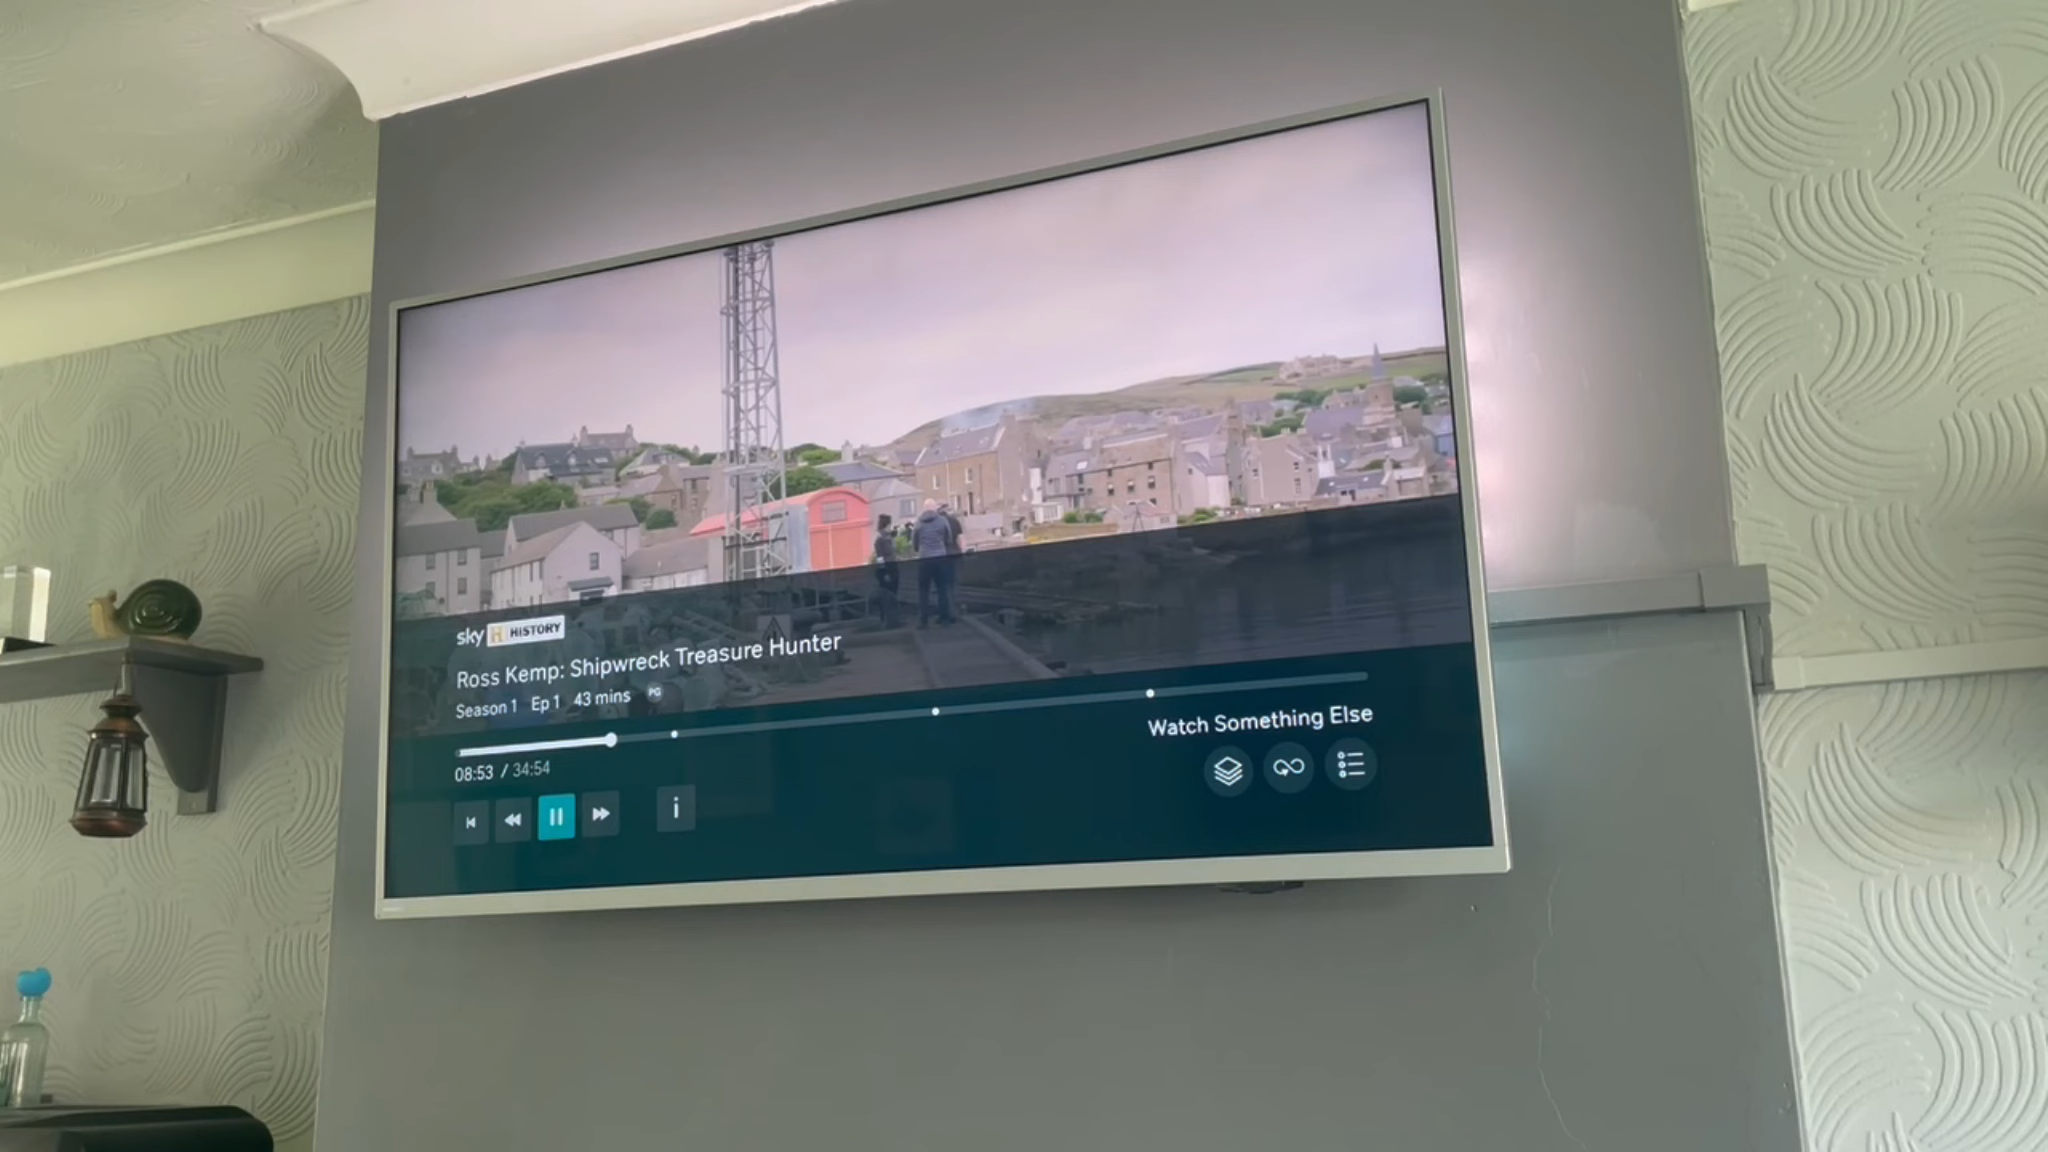 sky HISTORY
Ross Kemp: Shipwreck Treasure Hunter
Season 1 Ep 1 43 mins PG
Watch Something Else
08:53 / 34:54
i